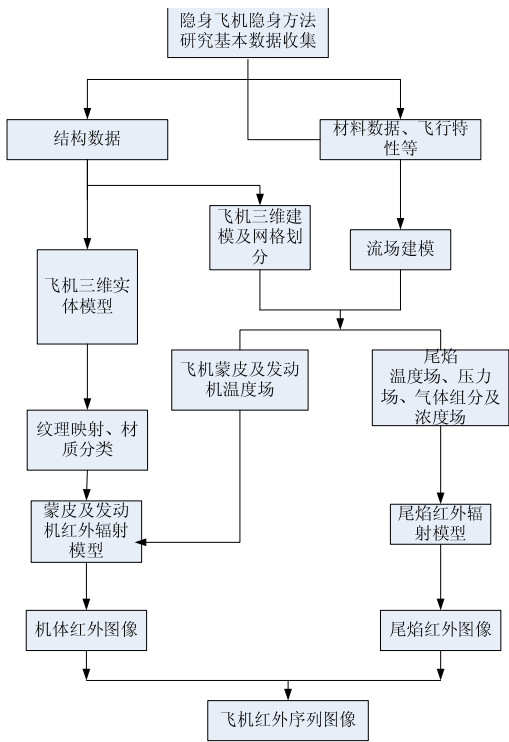 隐身飞机隐身方法
研究基本数据收集
结构数据
材料数据、飞行特
性等
飞机三维建
模及网格划
分
流场建模
飞机三维实
体模型
飞机蒙皮及发动
机温度场
尾焰
温度场、压力
场、气体组分及
浓度场
纹理映射、材
质分类
蒙皮及发动
机红外辐射
模型
尾焰红外辐
射模型
机体红外图像
尾焰红外图像
飞机红外序列图像